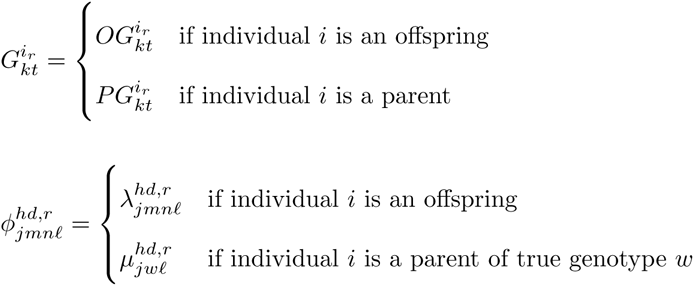 $G_{kt}^{i_r} = \begin{cases} OG_{kt}^{i_r} & \text{if individual } i \text{ is an offspring} \\ PG_{kt}^{i_r} & \text{if individual } i \text{ is a parent} \end{cases}$
$\phi_{jmn\ell}^{hd,r} = \begin{cases} \lambda_{jmn\ell}^{hd,r} & \text{if individual } i \text{ is an offspring} \\ \mu_{jw\ell}^{hd,r} & \text{if individual } i \text{ is a parent of true genotype } w \end{cases}$